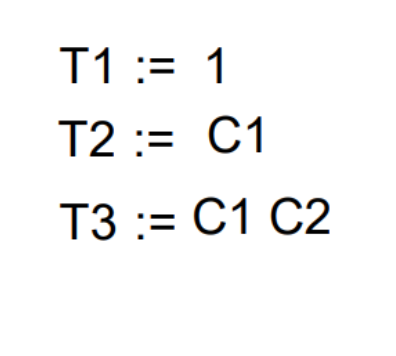 T1 := 1
T2 := C1
T3 := C1 C2